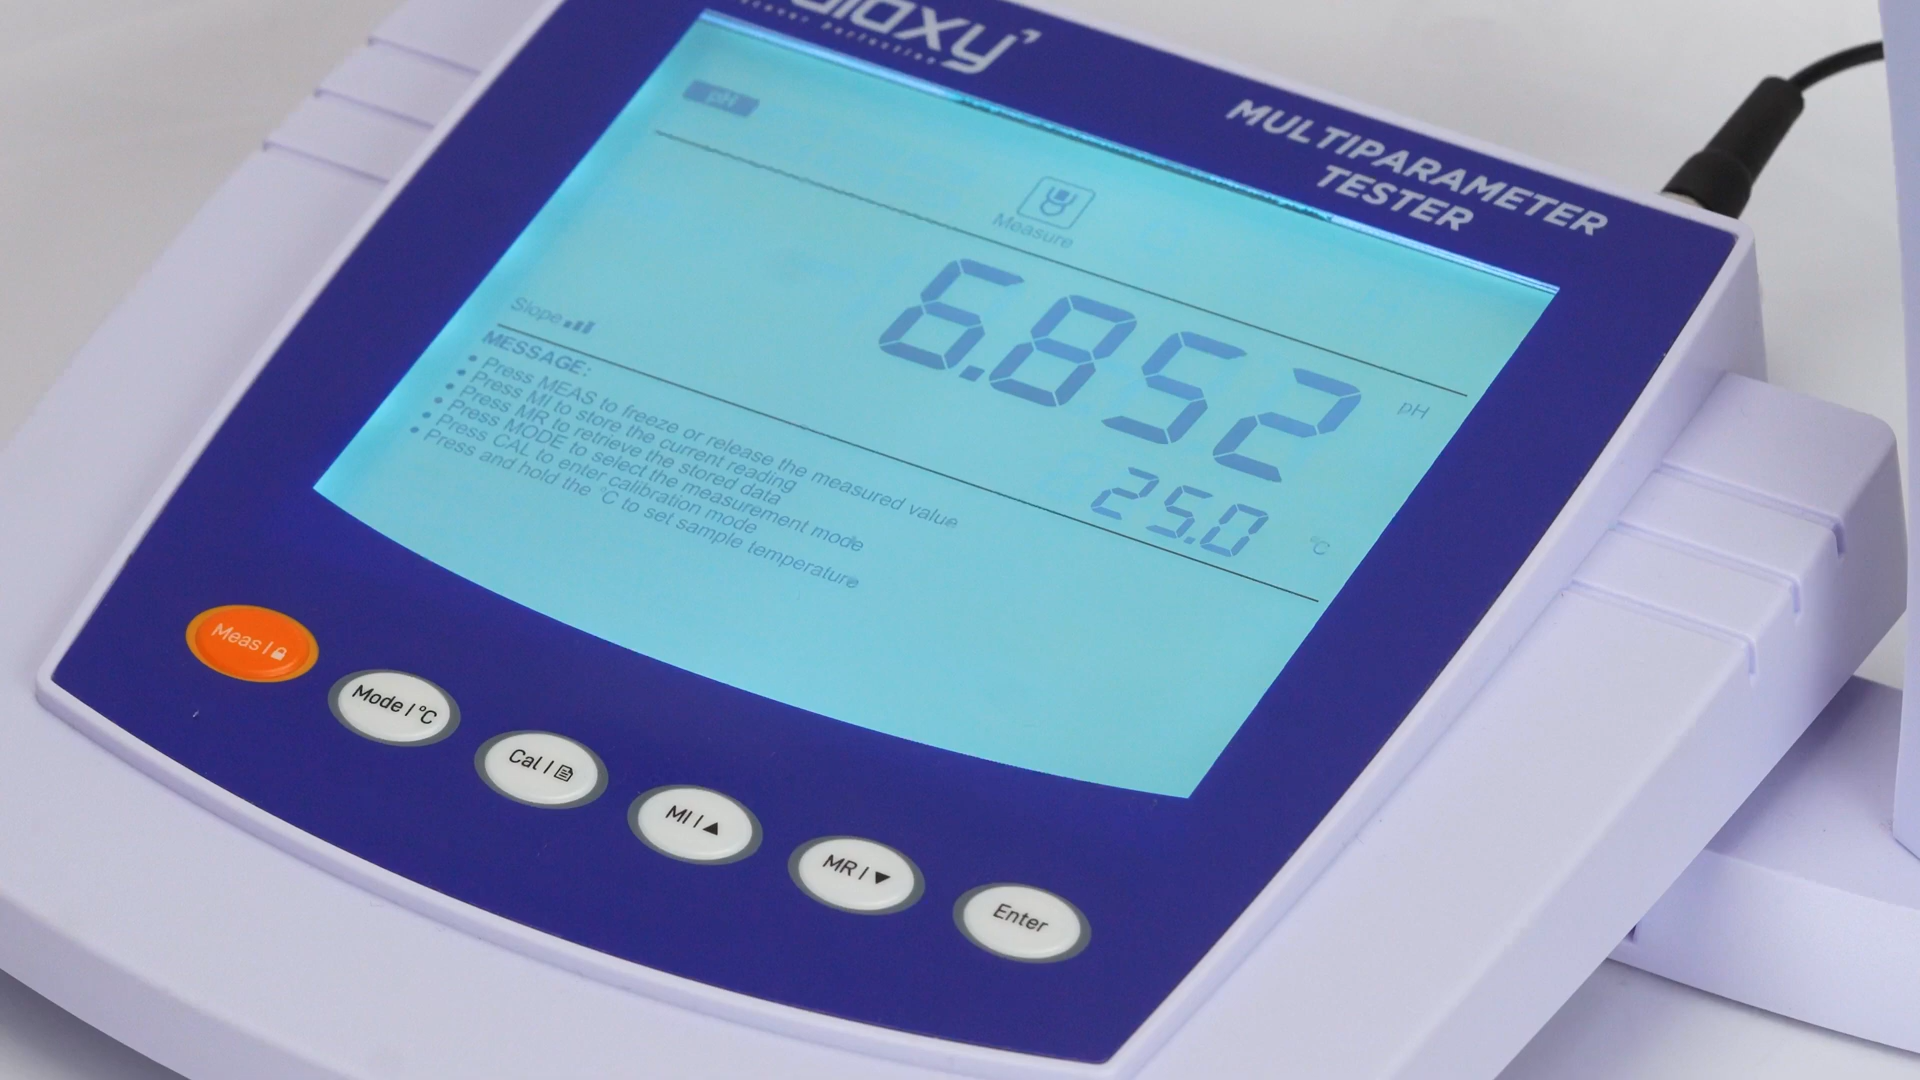 MULTIPARAMETER
TESTER
pH
Measure
6.852 pH
Slope
25.0 °C
MESSAGE:
• Press MEAS to freeze or release the measured value
• Press MI to store the current reading
• Press MR to retrieve the stored data
• Press MODE to select the measurement mode
• Press CAL to enter calibration mode
• Press and hold the °C to set sample temperature
Meas |
Mode | °C
Cal |
MI | ▲
MR | ▼
Enter